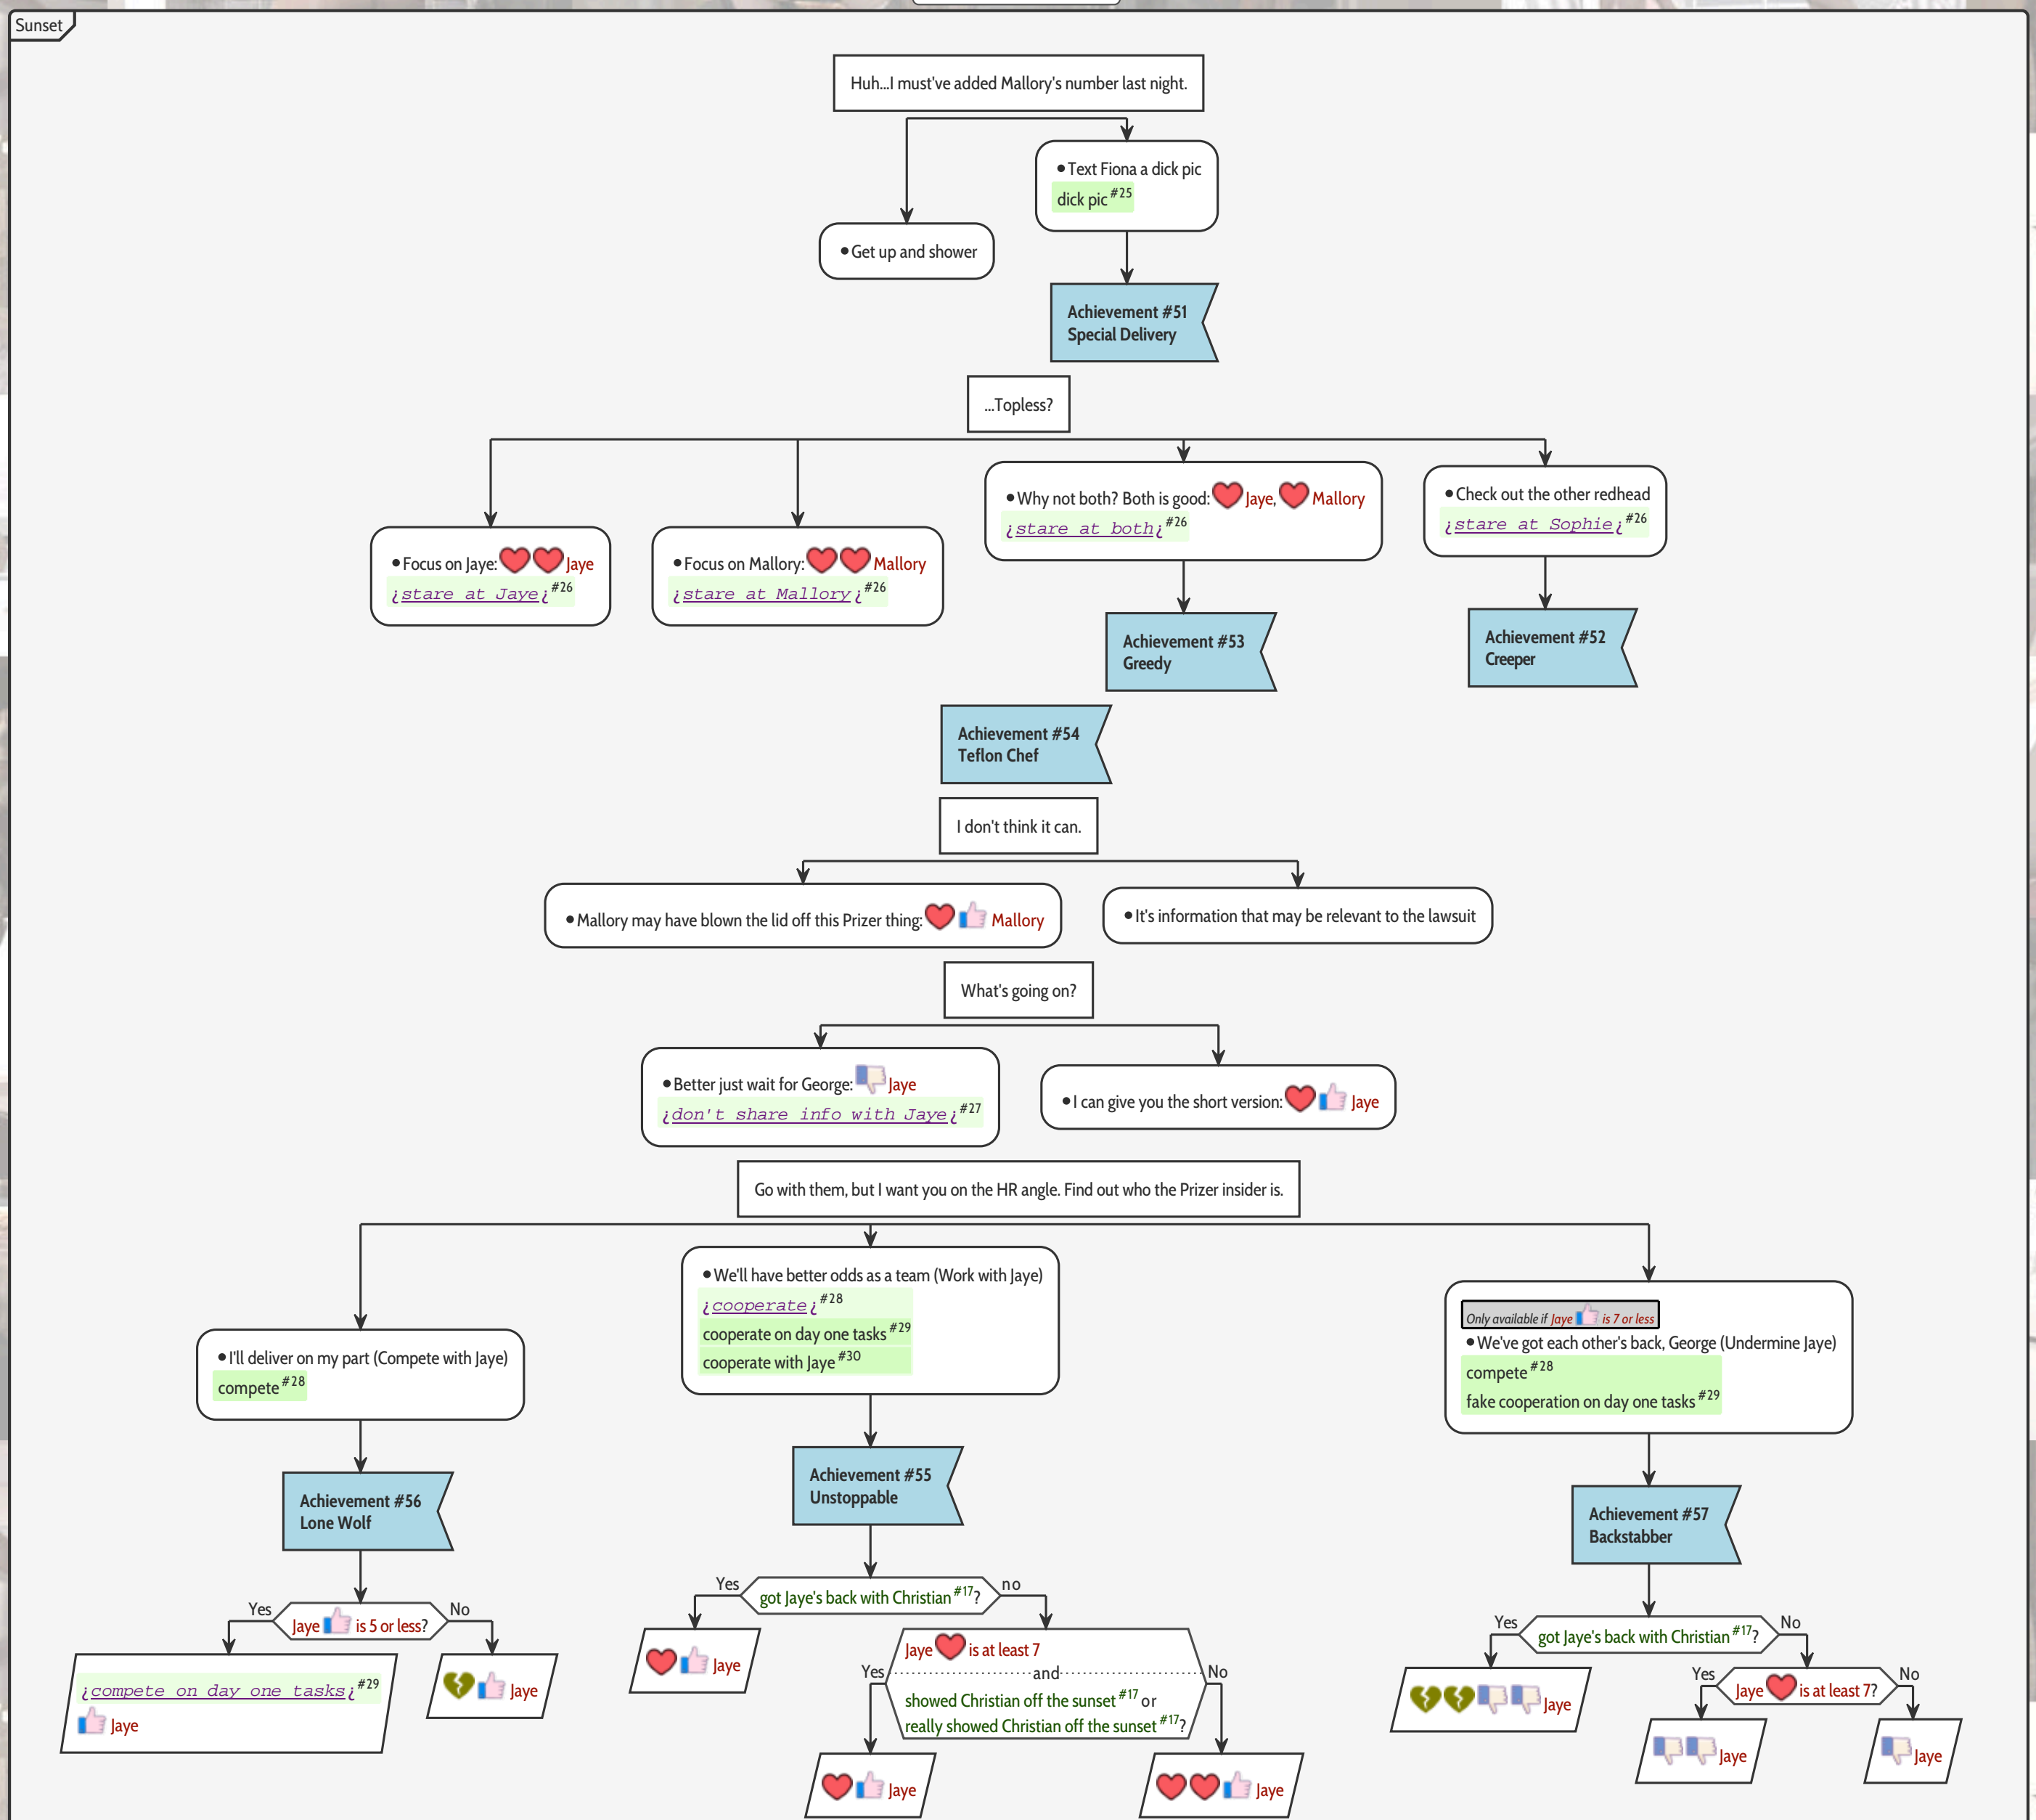 Sunset
Huh...I must've added Mallory's number last night.
•Text Fiona a dick pic
dick pic #25
•Get up and shower
Achievement #51
Special Delivery
...Topless?
•Focus on Jaye: Jaye
¿stare at Jaye¿ #26
•Focus on Mallory: Mallory
¿stare at Mallory¿ #26
•Why not both? Both is good: Jaye, Mallory
¿stare at both¿ #26
•Check out the other redhead
¿stare at Sophie¿ #26
Achievement #53
Greedy
Achievement #52
Creeper
Achievement #54
Teflon Chef
I don't think it can.
•Mallory may have blown the lid off this Prizer thing: Mallory
•It's information that may be relevant to the lawsuit
What's going on?
•Better just wait for George: Jaye
¿don't share info with Jaye¿ #27
•I can give you the short version: Jaye
Go with them, but I want you on the HR angle. Find out who the Prizer insider is.
•I'll deliver on my part (Compete with Jaye)
compete #28
•We'll have better odds as a team (Work with Jaye)
¿cooperate¿ #28
cooperate on day one tasks #29
cooperate with Jaye #30
Only available if Jaye is 7 or less
•We've got each other's back, George (Undermine Jaye)
compete #28
fake cooperation on day one tasks #29
Achievement #56
Lone Wolf
Achievement #55
Unstoppable
Achievement #57
Backstabber
Yes
Jaye is 5 or less?
No
¿compete on day one tasks¿ #29
Jaye
Jaye
Yes
got Jaye's back with Christian #17?
no
Jaye
Jaye is at least 7
Yes
and
No
showed Christian off the sunset #17 or
really showed Christian off the sunset #17?
Jaye
Jaye
Yes
got Jaye's back with Christian #17?
No
Jaye
Yes
Jaye is at least 7?
No
Jaye
Jaye